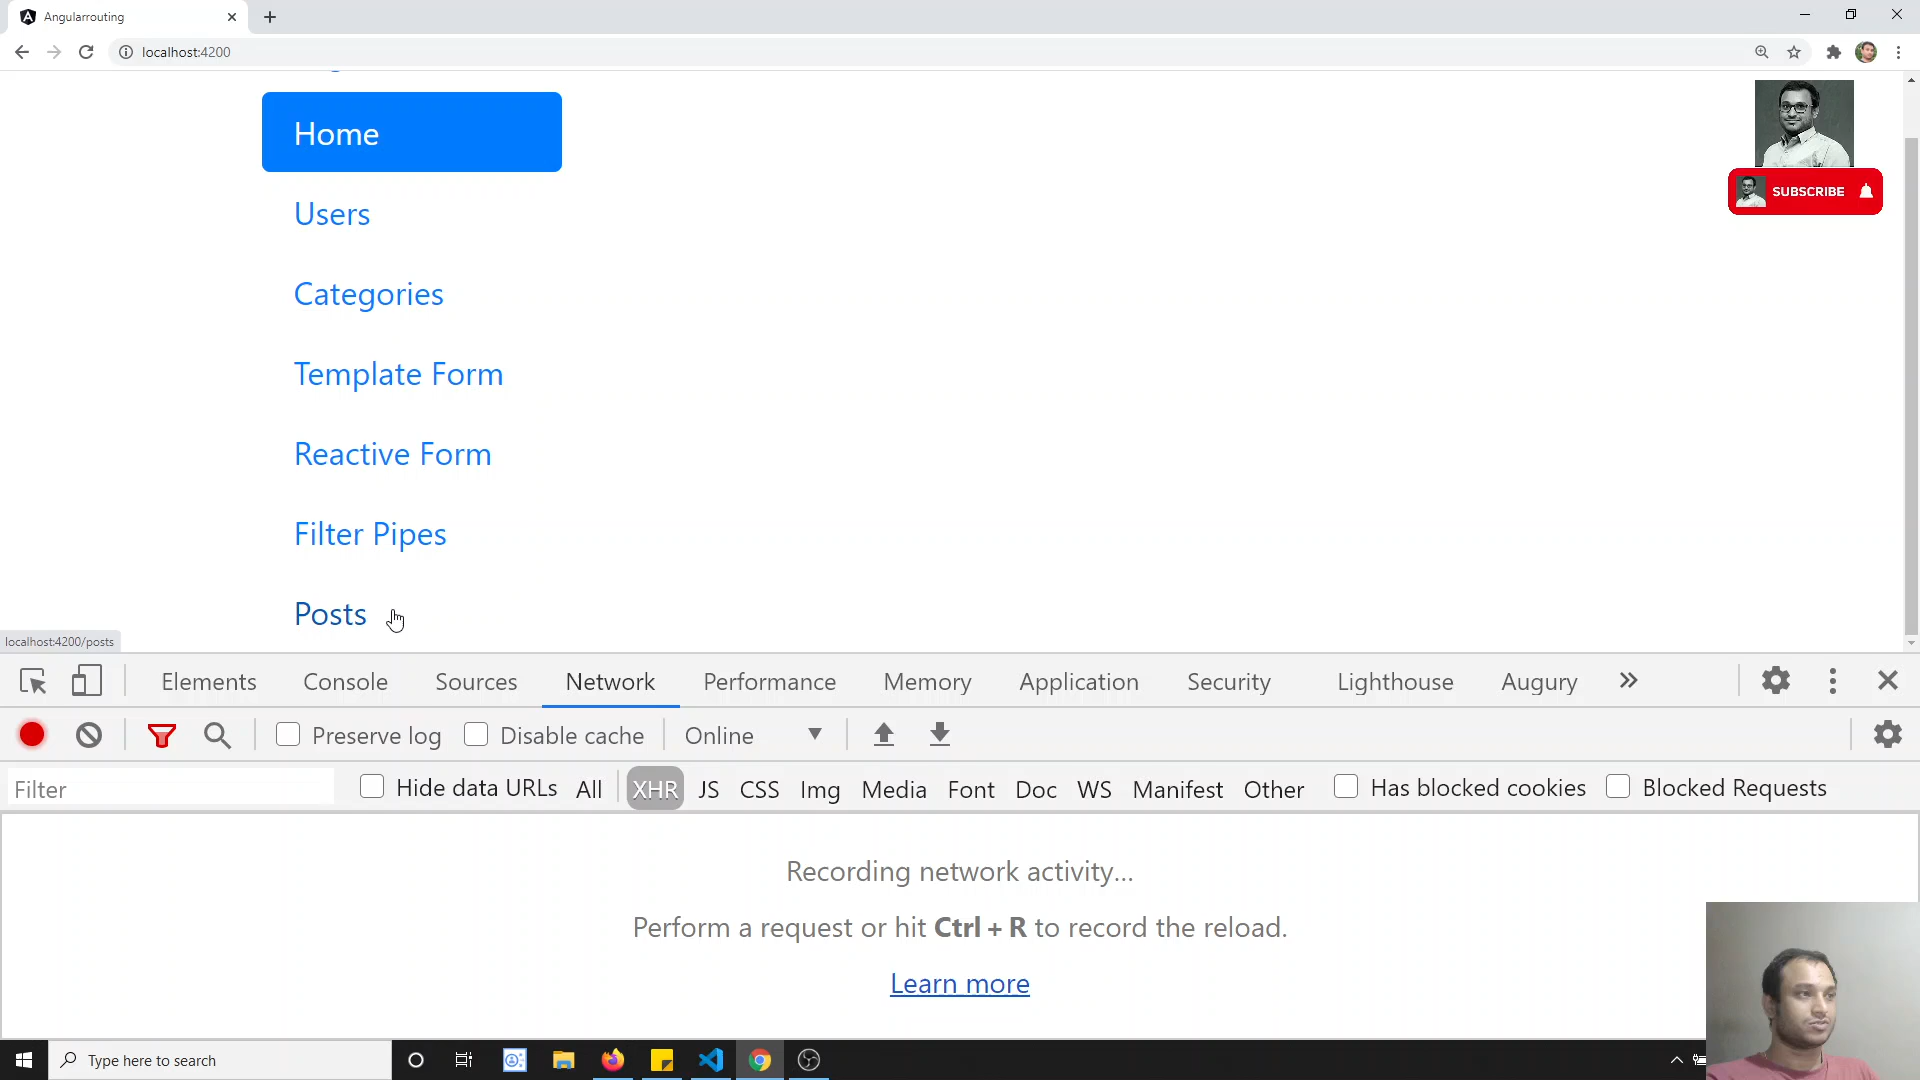 Angularrouting
localhost:4200
Home
SUBSCRIBE
Users
Categories
Template Form
Reactive Form
Filter Pipes
Posts
localhost:4200/posts
Elements Console Sources Network Performance Memory Application Security Lighthouse Augury
Preserve log Disable cache Online
Filter Hide data URLs All XHR JS CSS Img Media Font Doc WS Manifest Other Has blocked cookies Blocked Requests
Recording network activity...
Perform a request or hit Ctrl + R to record the reload.
Learn more
Type here to search